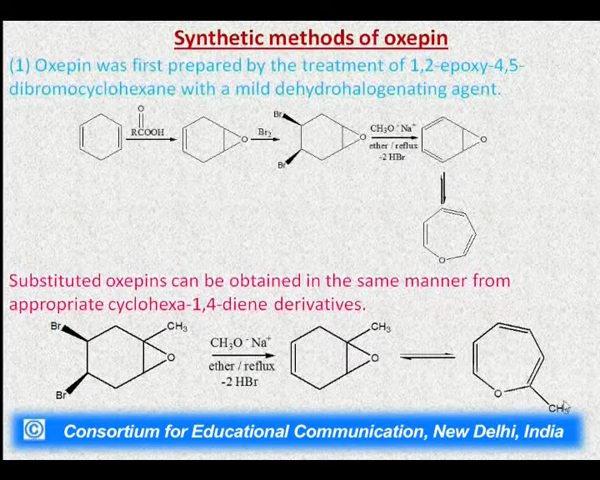 Synthetic methods of oxepin
(1) Oxepin was first prepared by the treatment of 1,2-epoxy-4,5-
dibromocyclohexane with a mild dehydrohalogenating agent.
O
RCOOH
O
Br₂
Br
Br
O
CH₃O⁻Na⁺
ether / reflux
-2 HBr
O
O
Substituted oxepins can be obtained in the same manner from
appropriate cyclohexa-1,4-diene derivatives.
Br
CH₃
O
Br
CH₃O⁻Na⁺
ether / reflux
-2 HBr
CH₃
O
O
© Consortium for Educational Communication, New Delhi, India